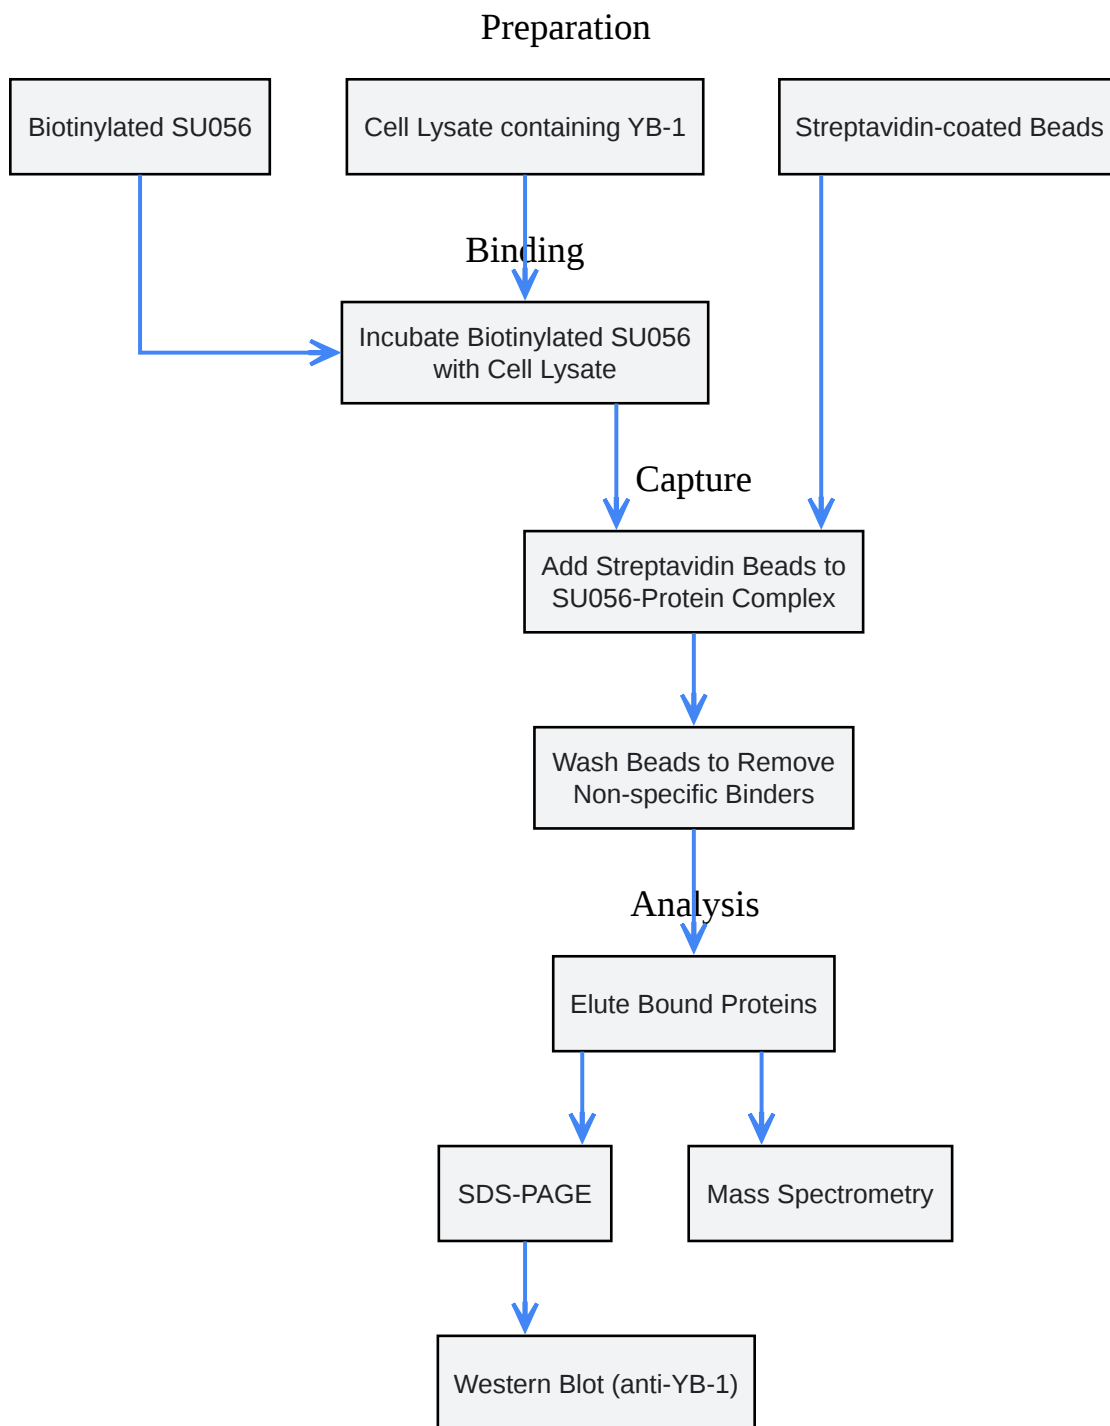 Preparation
Biotinylated SU056
Cell Lysate containing YB-1
Streptavidin-coated Beads
Binding
Incubate Biotinylated SU056
with Cell Lysate
Capture
Add Streptavidin Beads to
SU056-Protein Complex
Wash Beads to Remove
Non-specific Binders
Analysis
Elute Bound Proteins
SDS-PAGE
Mass Spectrometry
Western Blot (anti-YB-1)